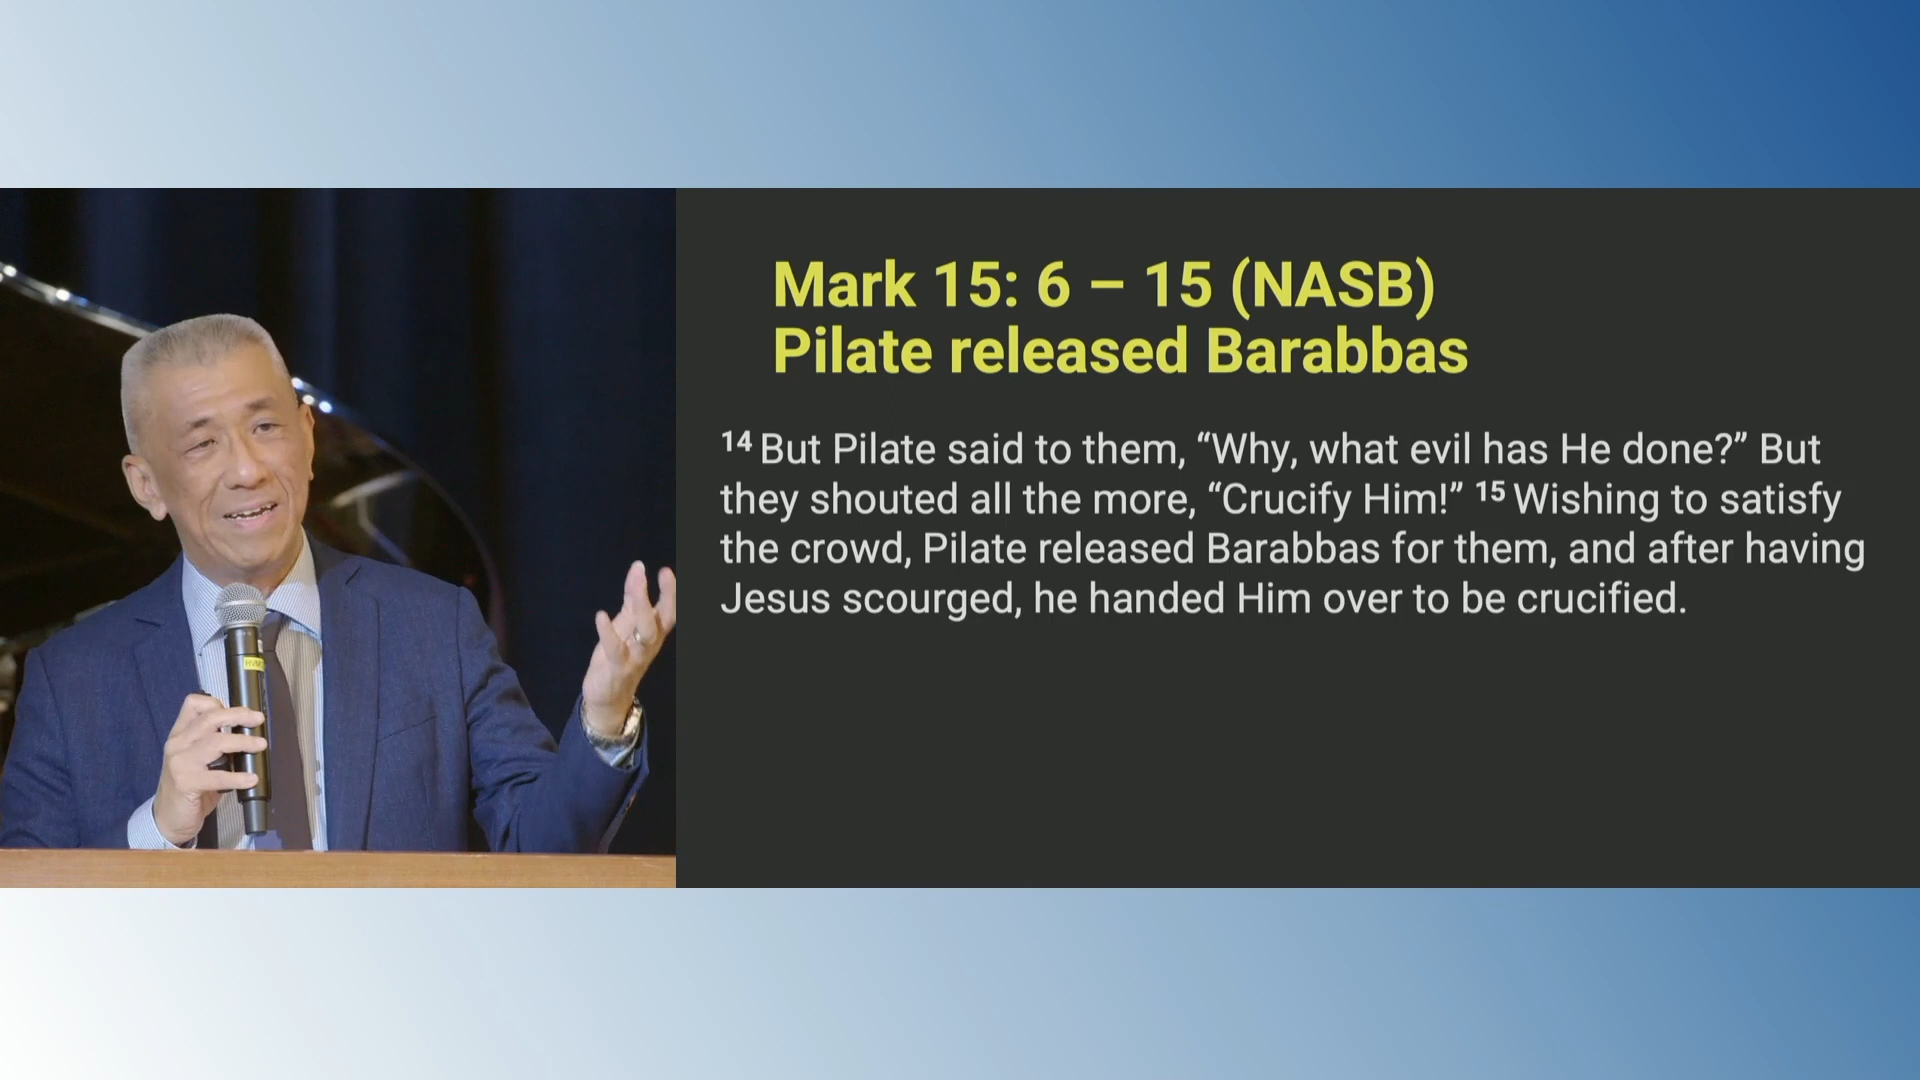 Mark 15: 6 – 15 (NASB)
Pilate released Barabbas
14 But Pilate said to them, “Why, what evil has He done?” But
they shouted all the more, “Crucify Him!” 15 Wishing to satisfy
the crowd, Pilate released Barabbas for them, and after having
Jesus scourged, he handed Him over to be crucified.